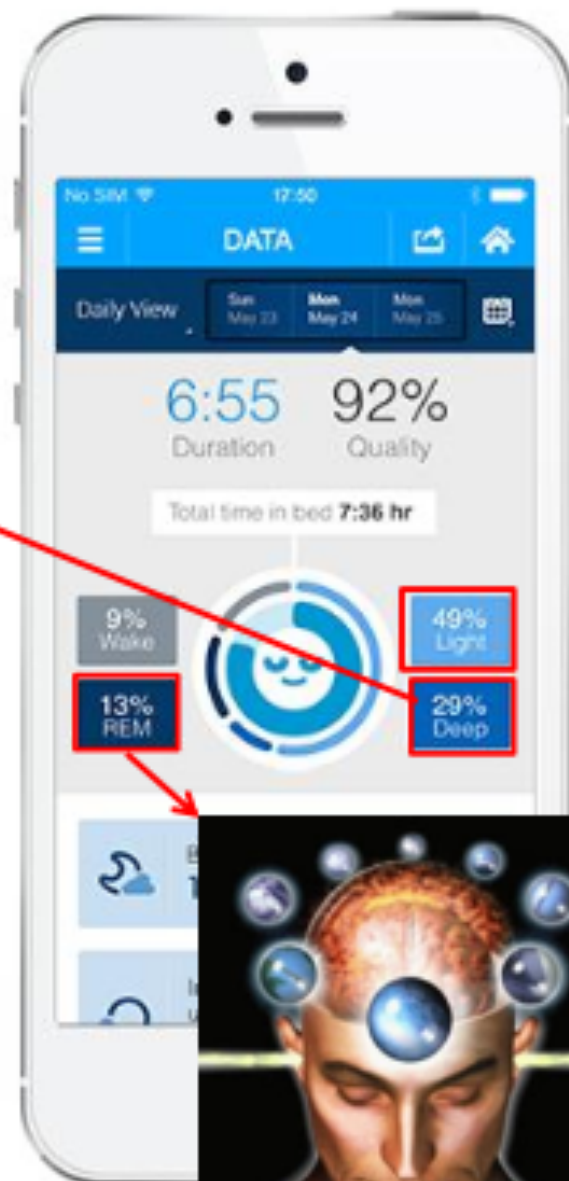 No SIM 17:50
DATA
Daily View
Sun Mon Mon
May 23 May 24 May 25
6:55 92%
Duration Quality
Total time in bed 7:36 hr
9% 49%
Wake Light
13% 29%
REM Deep